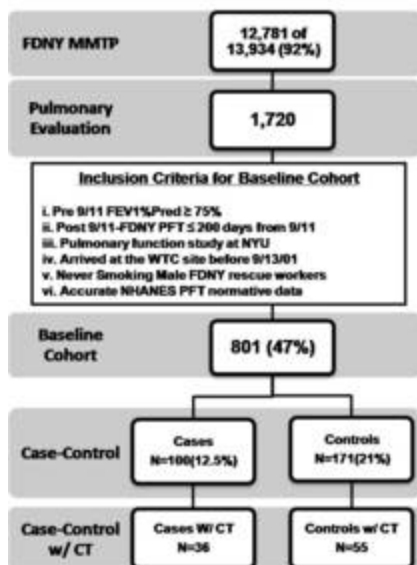 FDNY MMTP
12,781 of
13,934 (92%)
Pulmonary
Evaluation
1,720
Inclusion Criteria for Baseline Cohort
i. Pre 9/11 FEV1%Pred ≥ 75%
ii. Post 9/11-FDNY PFT ≤ 200 days from 9/11
iii. Pulmonary function study at NYU
iv. Arrived at the WTC site before 9/13/01
v. Never Smoking Male FDNY rescue workers
vi. Accurate NHANES PFT normative data
Baseline
Cohort
801 (47%)
Case-Control
Cases
N=100(12.5%)
Controls
N=171(21%)
Case-Control
w/ CT
Cases W/ CT
N=36
Controls w/ CT
N=55